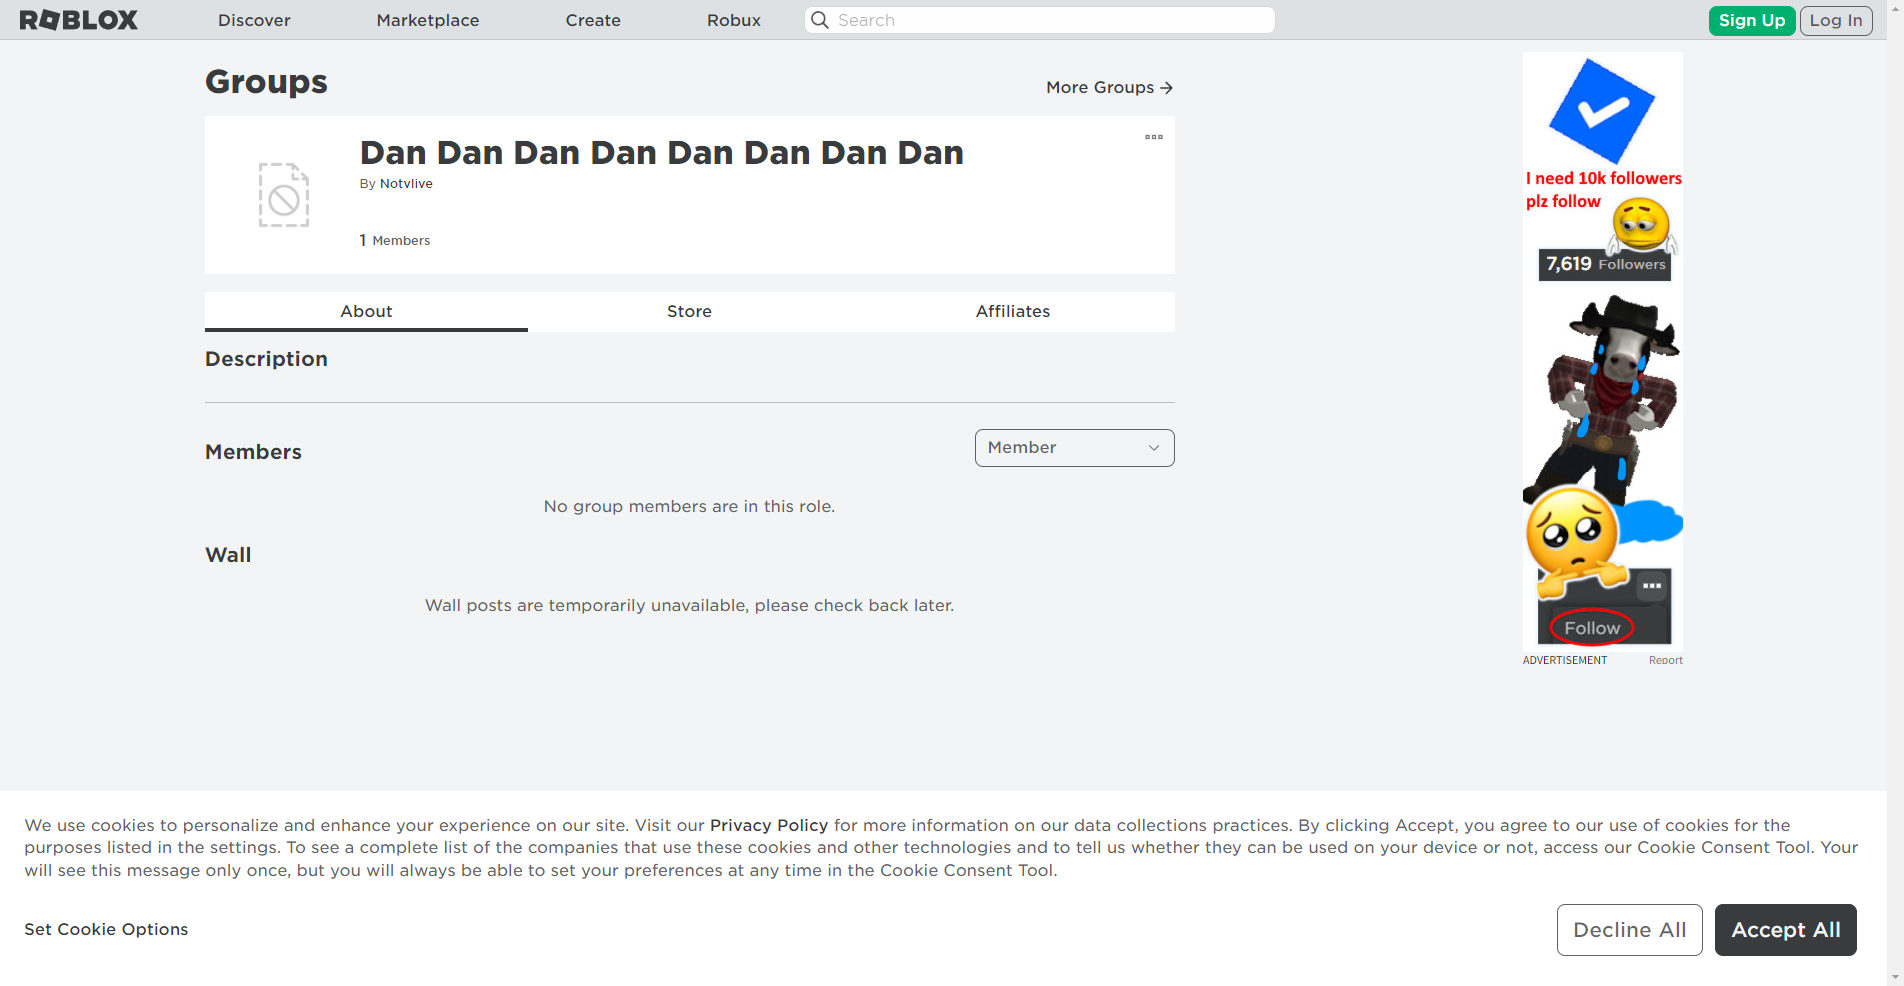 ROBLOX Discover Marketplace Create Robux Search Sign Up Log In
Groups
More Groups →
Dan Dan Dan Dan Dan Dan Dan Dan
By Notvlive
1 Members
About Store Affiliates
Description
Members
Member
No group members are in this role.
Wall
Wall posts are temporarily unavailable, please check back later.
I need 10k followers
plz follow
7,619 Followers
Follow
ADVERTISEMENT Report
We use cookies to personalize and enhance your experience on our site. Visit our Privacy Policy for more information on our data collections practices. By clicking Accept, you agree to our use of cookies for the
purposes listed in the settings. To see a complete list of the companies that use these cookies and other technologies and to tell us whether they can be used on your device or not, access our Cookie Consent Tool. Your
will see this message only once, but you will always be able to set your preferences at any time in the Cookie Consent Tool.
Set Cookie Options
Decline All
Accept All